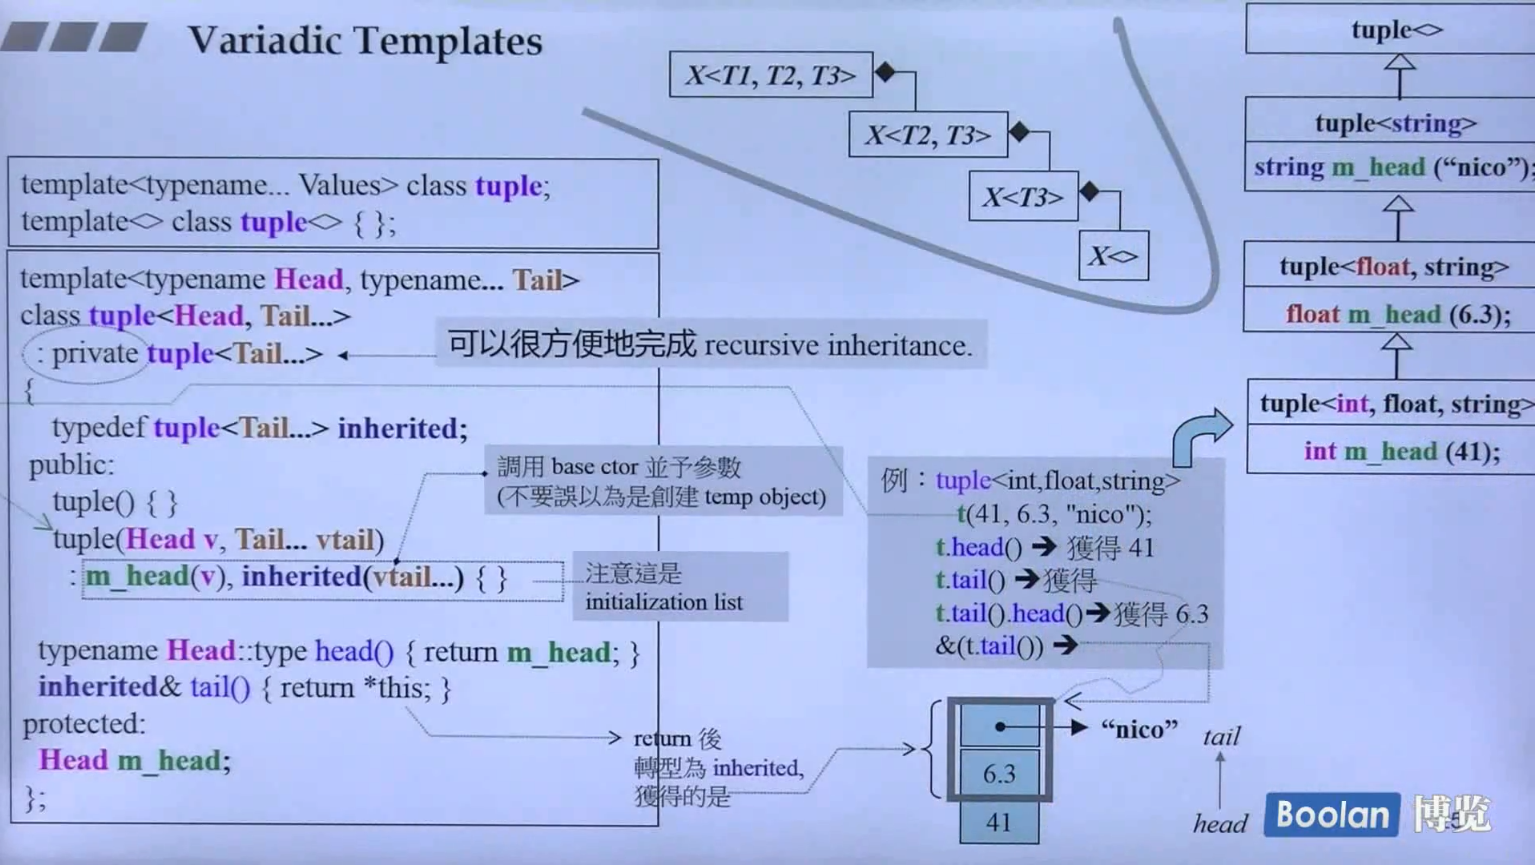 Variadic Templates
X<T1, T2, T3>
X<T2, T3>
X<T3>
X<>
template<typename... Values> class tuple;
template<> class tuple<> { };
template<typename Head, typename... Tail>
class tuple<Head, Tail...>
: private tuple<Tail...>
{
typedef tuple<Tail...> inherited;
public:
tuple() { }
tuple(Head v, Tail... vtail)
: m_head(v), inherited(vtail...) { }
typename Head::type head() { return m_head; }
inherited& tail() { return *this; }
protected:
Head m_head;
};
可以很方便地完成 recursive inheritance.
調用 base ctor 並予參數
(不要誤以為是創建 temp object)
注意這是
initialization list
return 後
轉型為 inherited,
獲得的是
例：tuple<int,float,string>
t(41, 6.3, "nico");
t.head() ➔ 獲得 41
t.tail() ➔獲得
t.tail().head()➔獲得 6.3
&(t.tail()) ➔
“nico”
6.3
41
tail
head
tuple<>
tuple<string>
string m_head (“nico”);
tuple<float, string>
float m_head (6.3);
tuple<int, float, string>
int m_head (41);
Boolan 博览